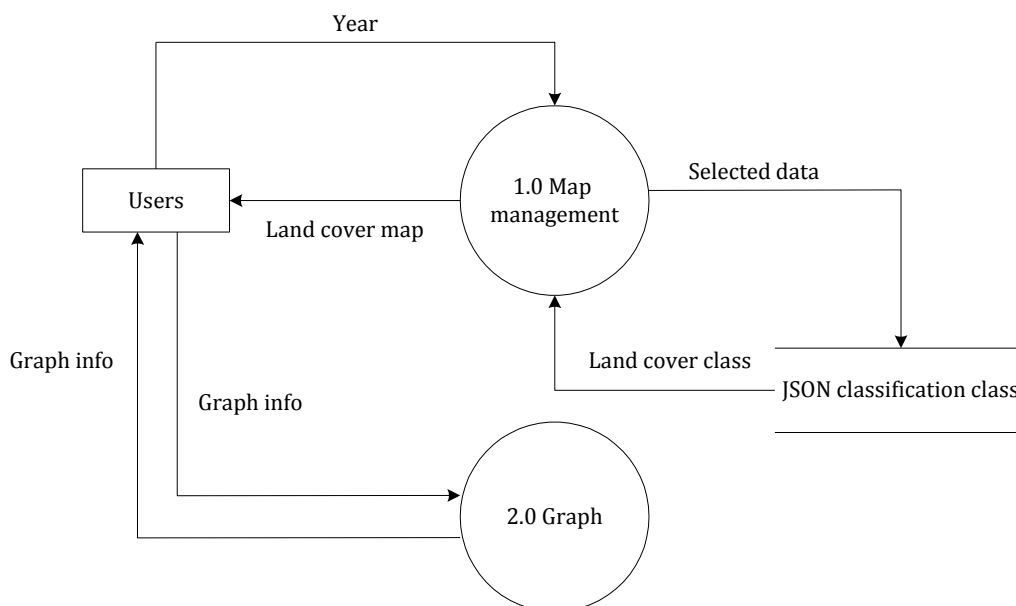 Year
Selected data
1.0 Map
management
Users
Land cover map
Graph info
Land cover class
JSON classification class
Graph info
2.0 Graph